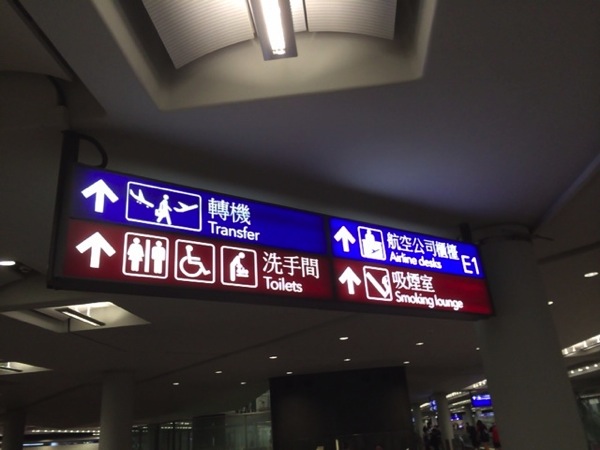 轉機
Transfer
洗手間
Toilets
航空公司櫃檯
Airline desks
E1
吸煙室
Smoking lounge